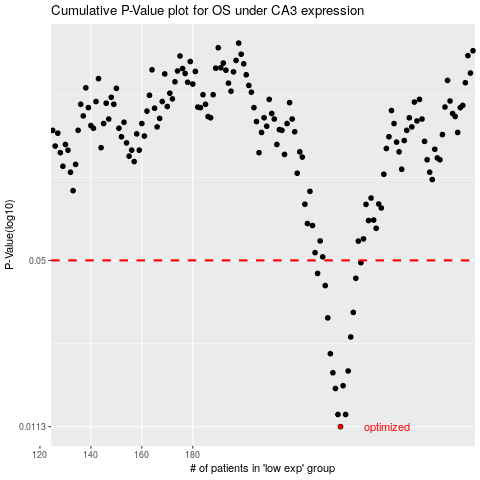 Cumulative P-Value plot for OS under CA3 expression
P-Value(log10)
0.05
0.0113
optimized
120 140 160 180
# of patients in 'low exp' group